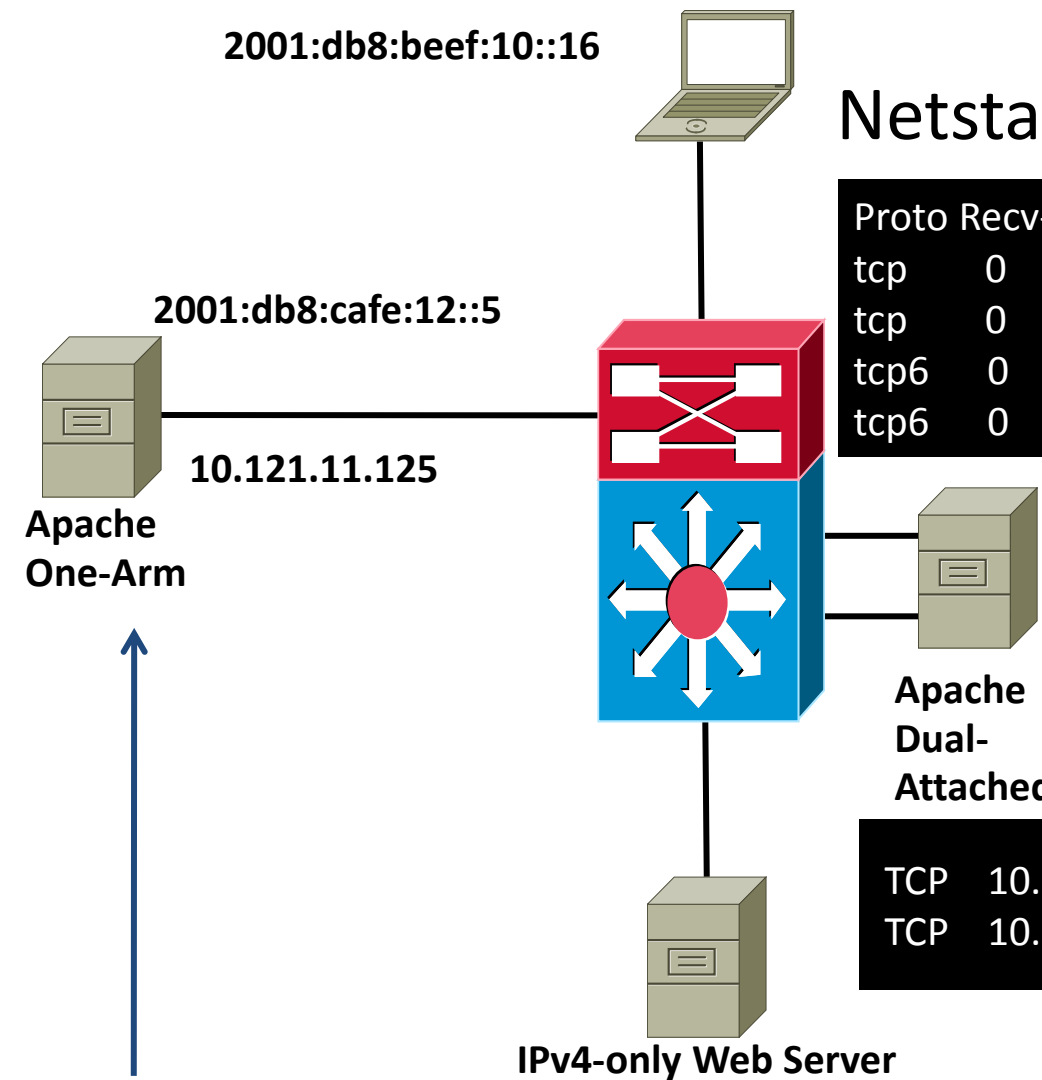 2001:db8:beef:10::16
Netsta
Proto Recv-
tcp 0
tcp 0
tcp6 0
tcp6 0
2001:db8:cafe:12::5
10.121.11.125
Apache
One-Arm
Apache
Dual-
Attached
TCP 10.
TCP 10.
IPv4-only Web Server